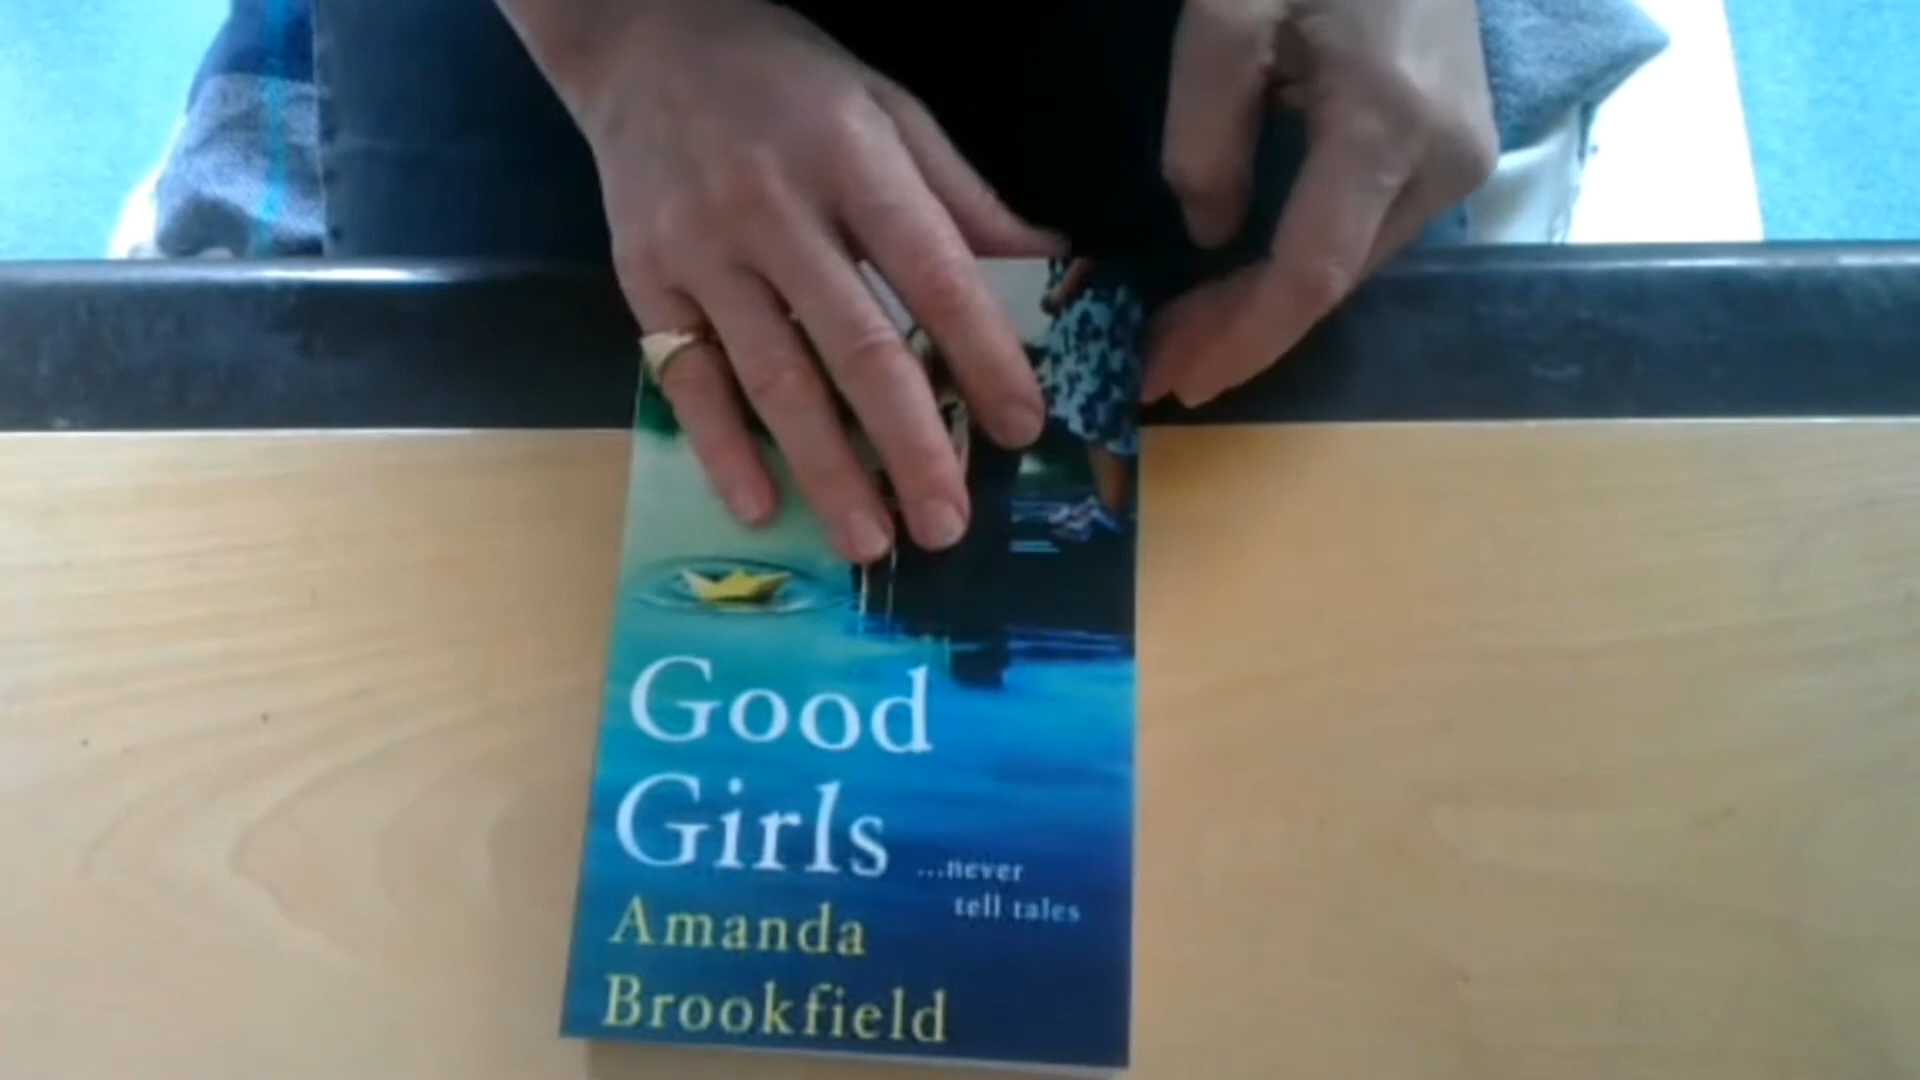 Good
Girls
...never
tell tales
Amanda
Brookfield